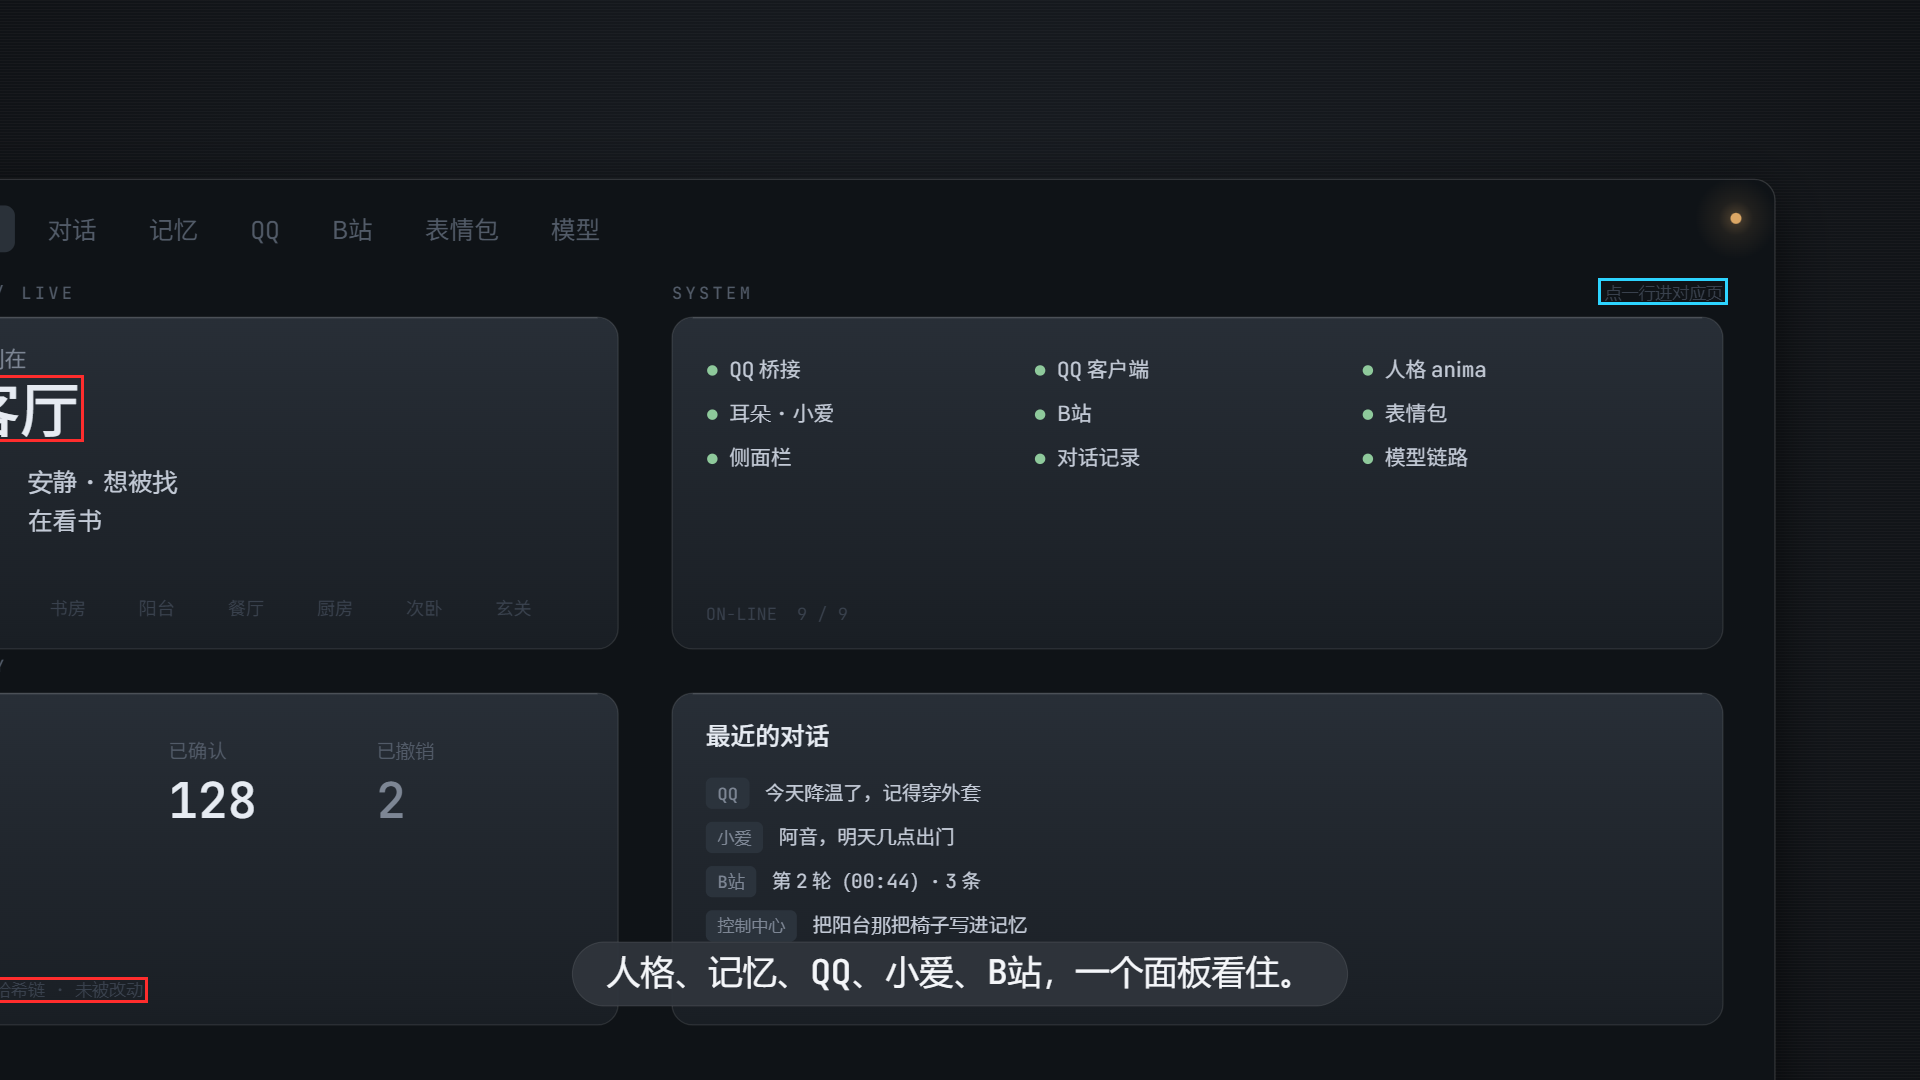 对话 记忆 QQ B站 表情包 模型
/ LIVE
SYSTEM
点一行进对应页
在
客厅
安静 · 想被找
在看书
书房 阳台 餐厅 厨房 次卧 玄关
QQ 桥接
QQ 客户端
人格 anima
耳朵 · 小爱
B站
表情包
侧面栏
对话记录
模型链路
ON-LINE 9 / 9
已确认
128
已撤销
2
哈希链 · 未被改动
最近的对话
QQ 今天降温了，记得穿外套
小爱 阿音，明天几点出门
B站 第 2 轮（00:44）· 3 条
控制中心 把阳台那把椅子写进记忆
人格、记忆、QQ、小爱、B站，一个面板看住。